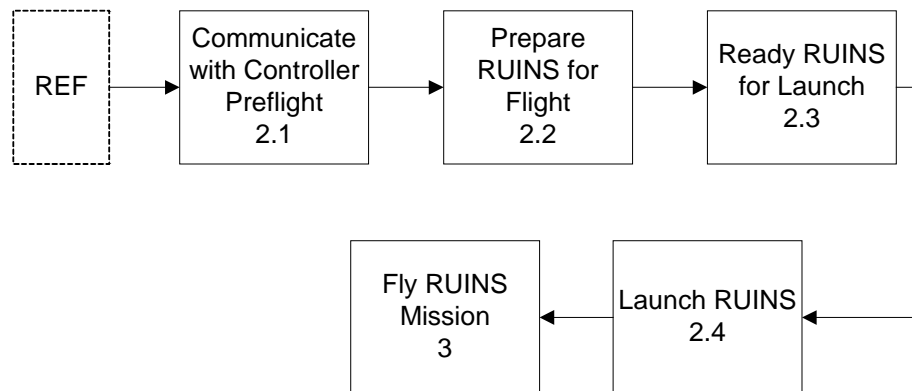 REF
Communicate
with Controller
Preflight
2.1
Prepare
RUINS for
Flight
2.2
Ready RUINS
for Launch
2.3
Fly RUINS
Mission
3
Launch RUINS
2.4